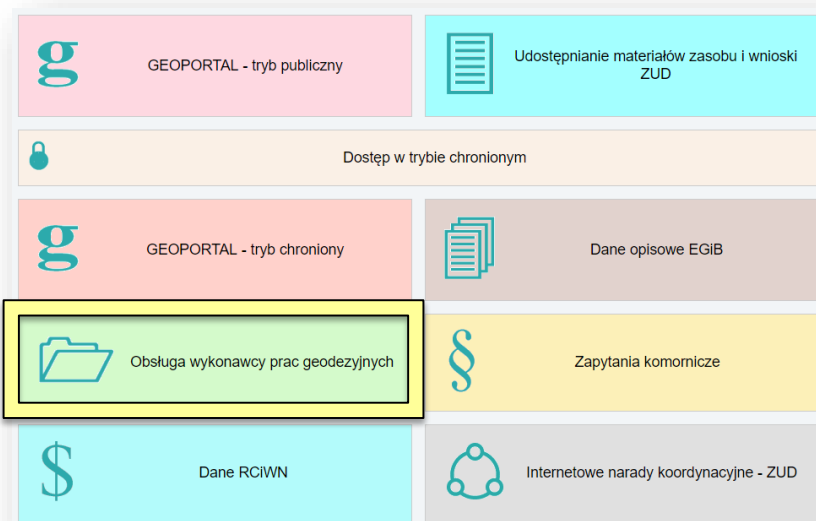 g GEOPORTAL - tryb publiczny
Udostępnianie materiałów zasobu i wnioski
ZUD
Dostęp w trybie chronionym
g GEOPORTAL - tryb chroniony
Dane opisowe EGiB
Obsługa wykonawcy prac geodezyjnych
§ Zapytania komornicze
$ Dane RCiWN
Internetowe narady koordynacyjne - ZUD